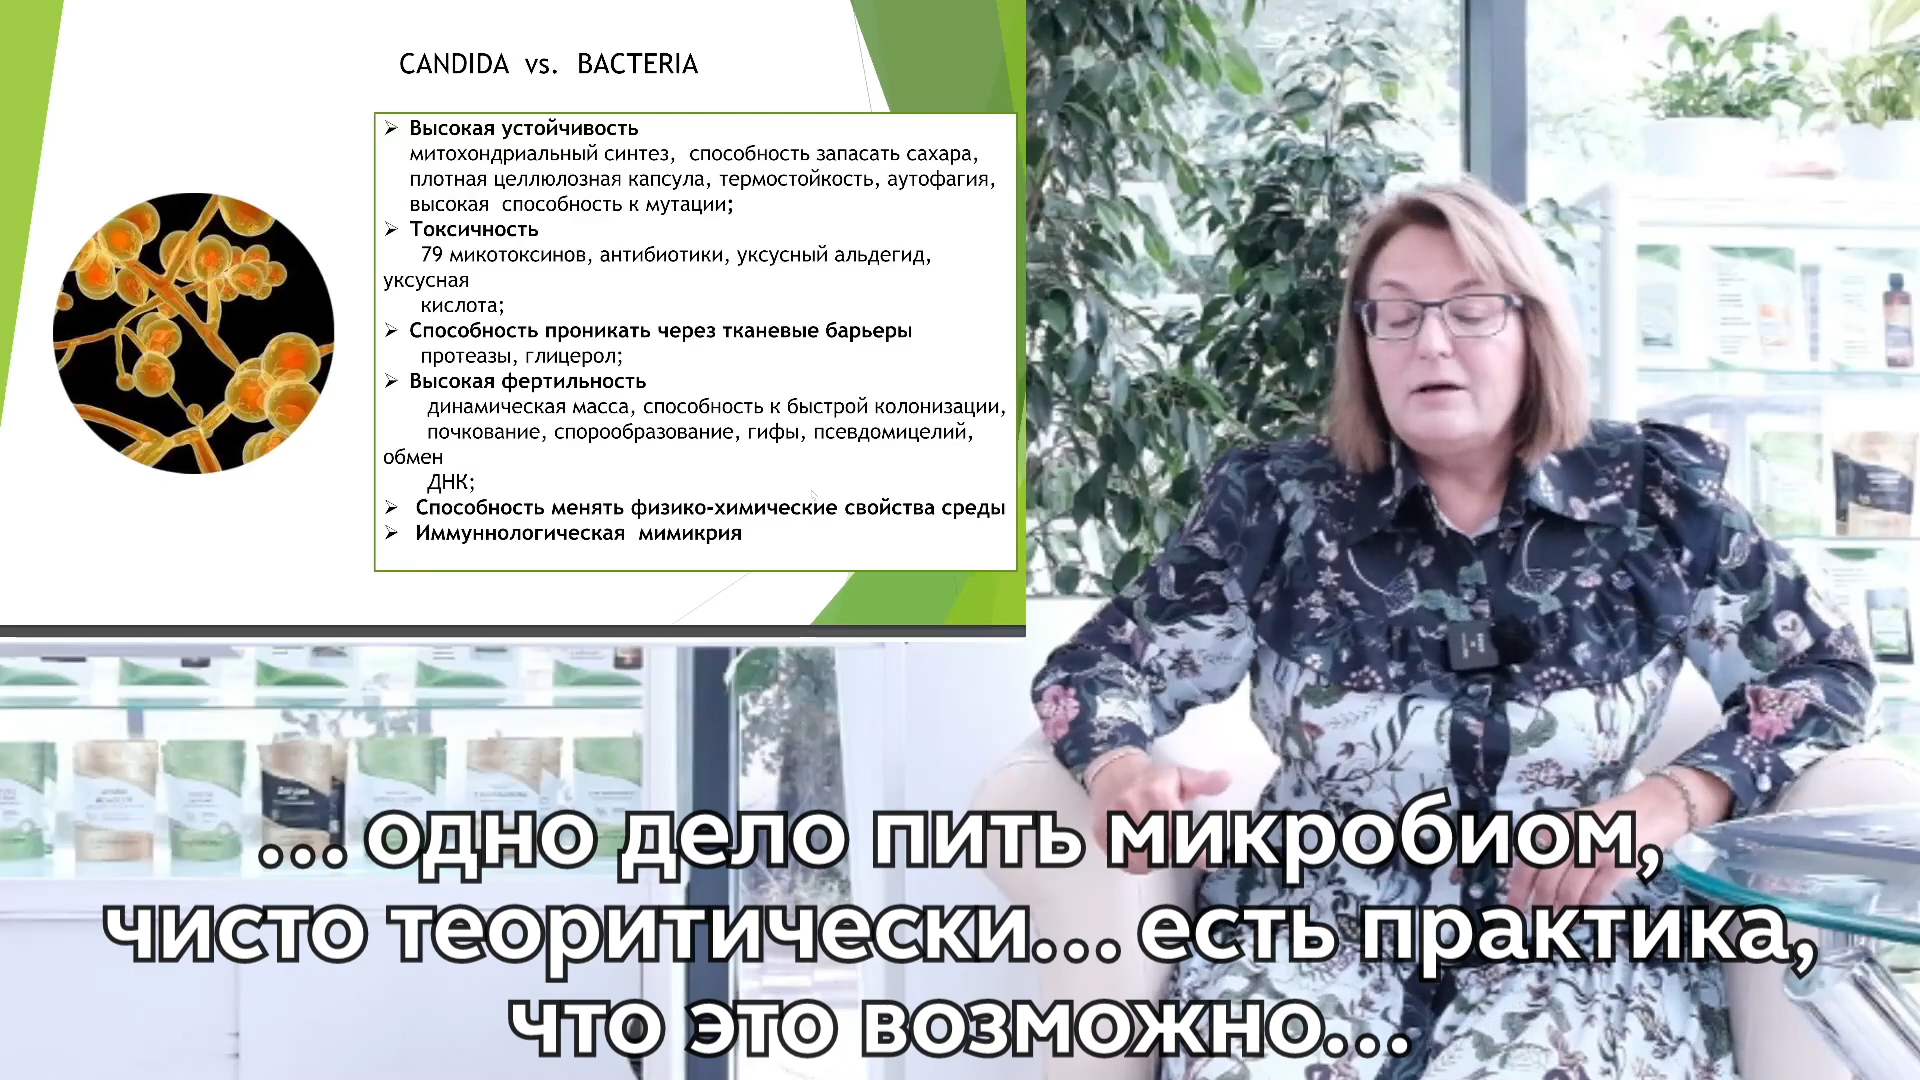 CANDIDA vs. BACTERIA
➢ Высокая устойчивость
митохондриальный синтез, способность запасать сахара,
плотная целлюлозная капсула, термостойкость, аутофагия,
высокая способность к мутации;
➢ Токсичность
79 микотоксинов, антибиотики, уксусный альдегид,
уксусная
кислота;
➢ Способность проникать через тканевые барьеры
протеазы, глицерол;
➢ Высокая фертильность
динамическая масса, способность к быстрой колонизации,
почкование, спорообразование, гифы, псевдомицелий,
обмен
ДНК;
➢ Способность менять физико-химические свойства среды
➢ Иммуннологическая мимикрия
... одно дело пить микробиом,
чисто теоритически... есть практика,
что это возможно...